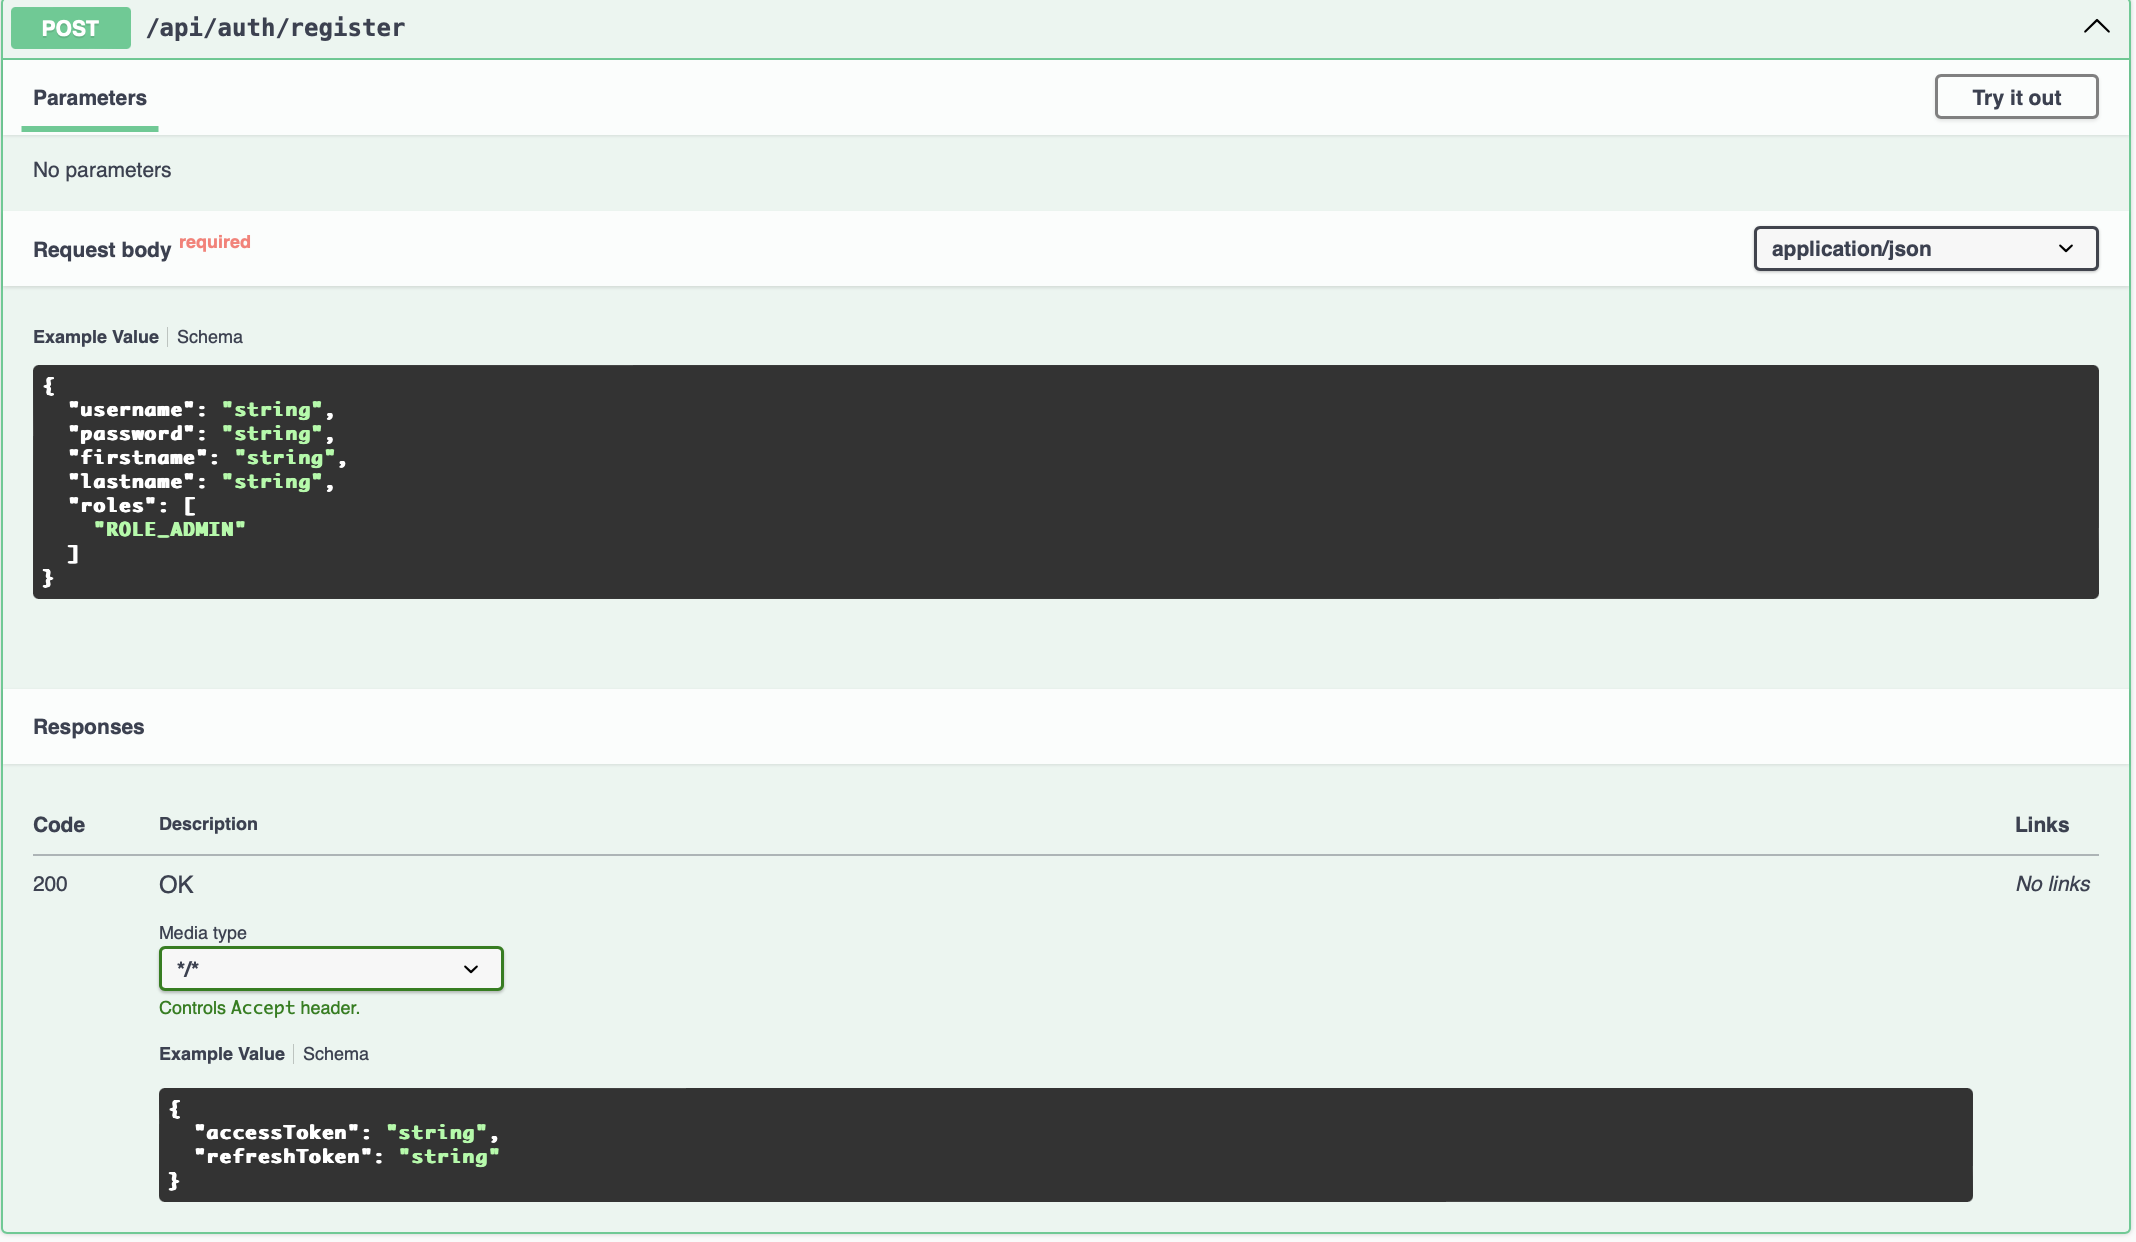 POST /api/auth/register
Parameters
Try it out
No parameters
Request body required
application/json
Example Value
Schema
{
  "username": "string",
  "password": "string",
  "firstname": "string",
  "lastname": "string",
  "roles": [
    "ROLE_ADMIN"
  ]
}
Responses
Code Description Links
200 OK No links
Media type
*/*
Controls Accept header.
Example Value
Schema
{
  "accessToken": "string",
  "refreshToken": "string"
}